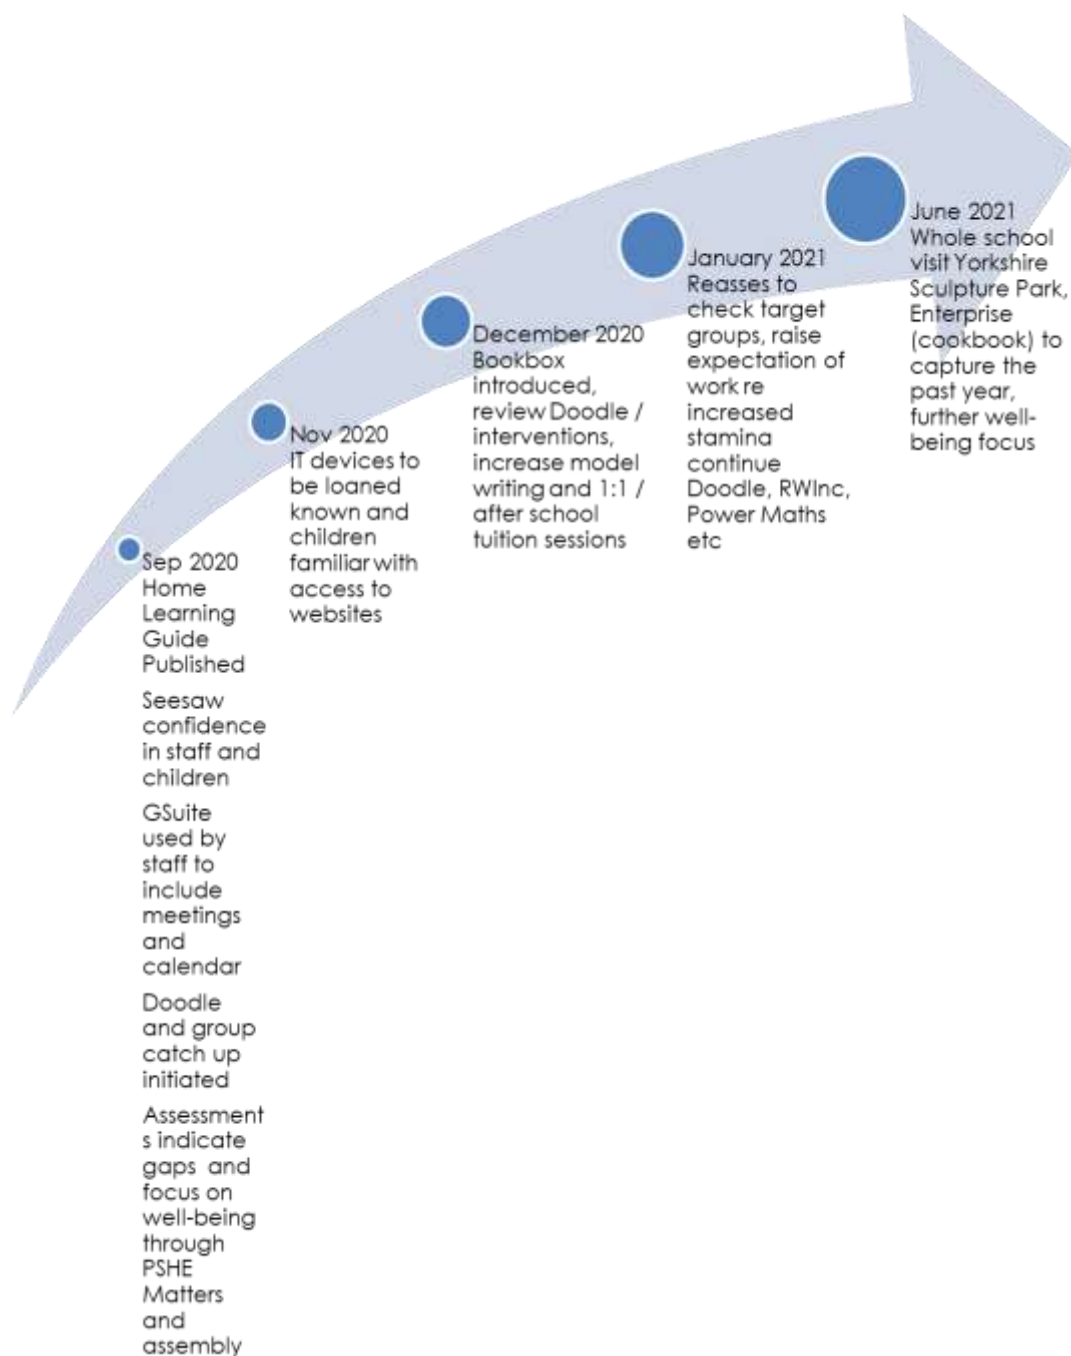 Sep 2020
Home
Learning
Guide
Published
Seesaw
confidence
in staff and
children
GSuite
used by
staff to
include
meetings
and
calendar
Doodle
and group
catch up
initiated
Assessment
s indicate
gaps and
focus on
well-being
through
PSHE
Matters
and
assembly
Nov 2020
IT devices to
be loaned
known and
children
familiar with
access to
websites
December 2020
Bookbox
introduced,
review Doodle /
interventions,
increase model
writing and 1:1 /
after school
tuition sessions
January 2021
Reasses to
check target
groups, raise
expectation of
work re
increased
stamina
continue
Doodle, RWInc,
Power Maths
etc
June 2021
Whole school
visit Yorkshire
Sculpture Park,
Enterprise
(cookbook) to
capture the
past year,
further well-
being focus